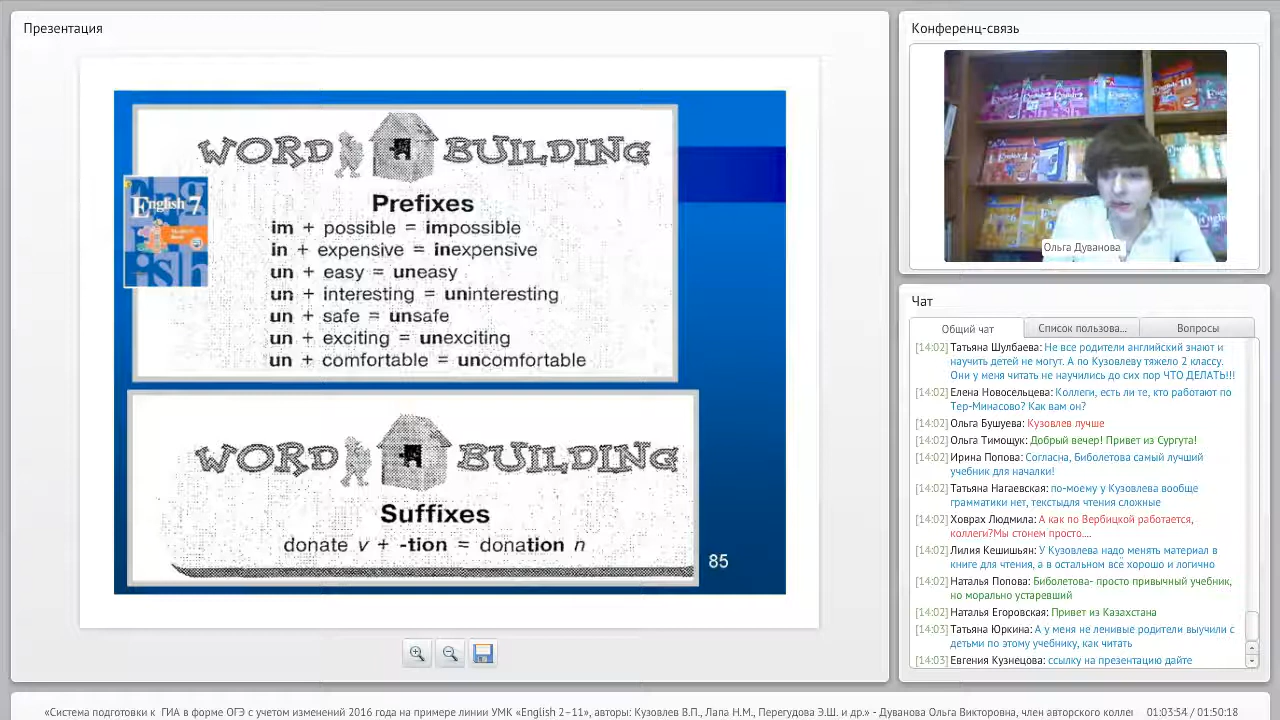 Презентация
WORD BUILDING
English 7
Prefixes
im + possible = impossible
in + expensive = inexpensive
un + easy = uneasy
un + interesting = uninteresting
un + safe = unsafe
un + exciting = unexciting
un + comfortable = uncomfortable
WORD BUILDING
Suffixes
donate v + -tion = donation n
85
Конференц-связь
Ольга Дуванова
Чат
Общий чат
Список пользова...
Вопросы
[14:02] Татьяна Шулбаева: Не все родители английский знают и
научить детей не могут. А по Кузовлеву тяжело 2 классу.
Они у меня читать не научились до сих пор ЧТО ДЕЛАТЬ!!!
[14:02] Елена Новосельцева: Коллеги, есть ли те, кто работают по
Тер-Минасово? Как вам он?
[14:02] Ольга Бушуева: Кузовлев лучше
[14:02] Ольга Тимощук: Добрый вечер! Привет из Сургута!
[14:02] Ирина Попова: Согласна, Биболетова самый лучший
учебник для началки!
[14:02] Татьяна Нагаевская: по-моему у Кузовлева вообще
грамматики нет, текстыдля чтения сложные
[14:02] Ховрах Людмила: А как по Вербицкой работается,
коллеги?Мы стонем просто....
[14:02] Лилия Кешишьян: У Кузовлева надо менять материал в
книге для чтения, а в остальном всё хорошо и логично
[14:02] Наталья Попова: Биболетова- просто привычный учебник,
но морально устаревший
[14:02] Наталья Егоровская: Привет из Казахстана
[14:03] Татьяна Юркина: А у меня не ленивые родители выучили с
детьми по этому учебнику, как читать
[14:03] Евгения Кузнецова: ссылку на презентацию дайте
«Система подготовки к ГИА в форме ОГЭ с учетом изменений 2016 года на примере линии УМК «English 2–11», авторы: Кузовлев В.П., Лапа Н.М., Перегудова Э.Ш. и др.» - Дуванова Ольга Викторовна, член авторского коллек
01:03:54 / 01:50:18